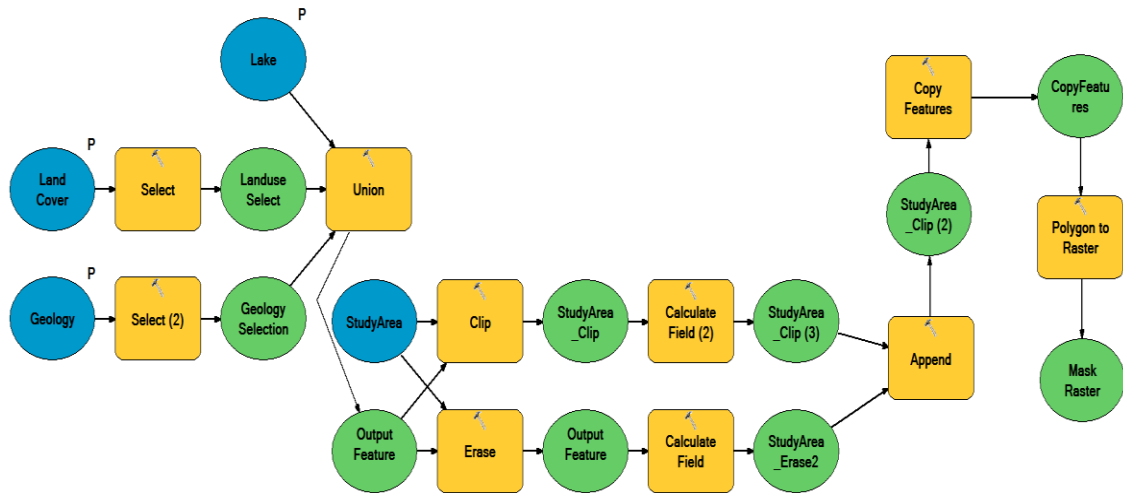 P
Lake
P
Land
Cover
Select
Landuse
Select
Union
P
Geology
Select (2)
Geology
Selection
StudyArea
Clip
StudyArea
_Clip
Calculate
Field (2)
StudyArea
_Clip (3)
Output
Feature
Erase
Output
Feature
Calculate
Field
StudyArea
_Erase2
Append
StudyArea
_Clip (2)
Copy
Features
CopyFeatu
res
Polygon to
Raster
Mask
Raster